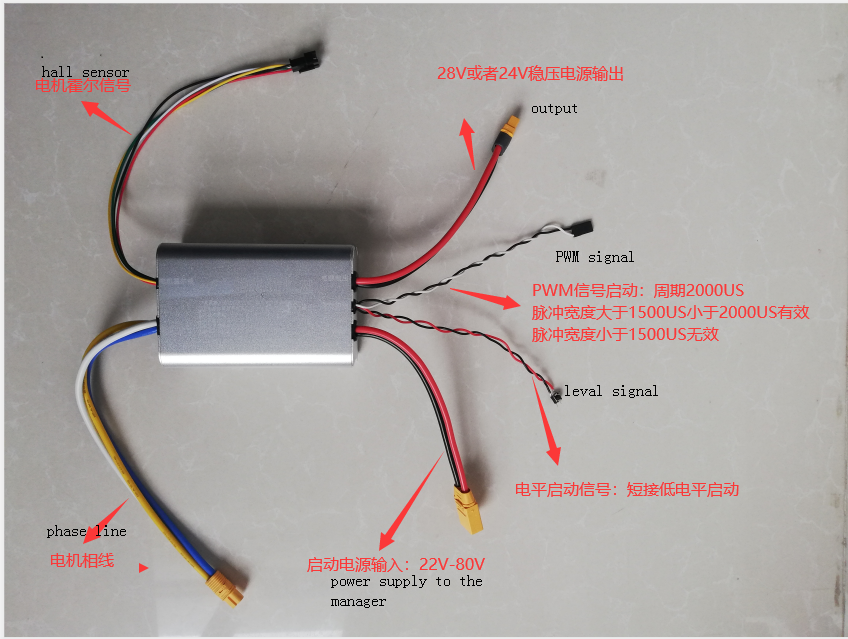 hall sensor
电机霍尔信号
28V或者24V稳压电源输出
output
PWM signal
PWM信号启动：周期2000US
脉冲宽度大于1500US小于2000US有效
脉冲宽度小于1500US无效
leval signal
电平启动信号：短接低电平启动
phase line
电机相线
启动电源输入：22V-80V
power supply to the
manager